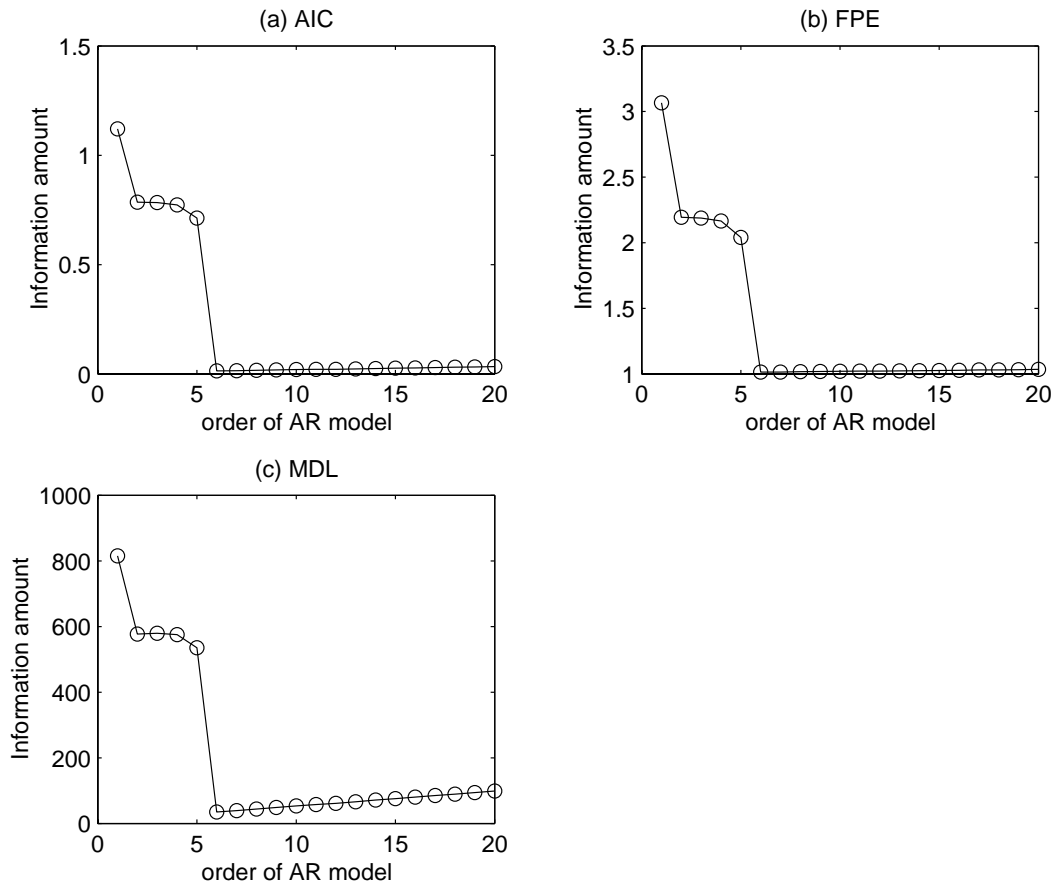 (a) AIC
1.5
1
0.5
0
0 5 10 15 20
Information amount
order of AR model
(b) FPE
3.5
3
2.5
2
1.5
1
0 5 10 15 20
Information amount
order of AR model
(c) MDL
1000
800
600
400
200
0
0 5 10 15 20
Information amount
order of AR model